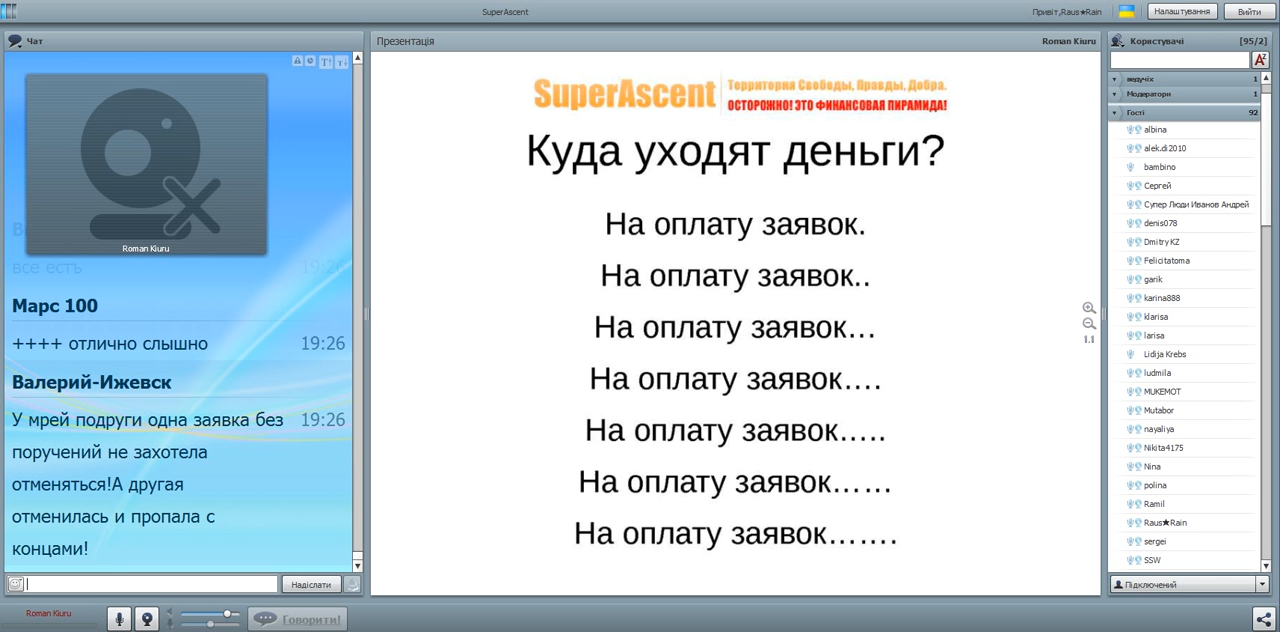 SuperAscent
Привіт,Raus★Rain
Налаштування
Вийти
Чат
T↑
T↓
Roman Kiuru
все есть
19:26
Марс 100
++++ отлично слышно
19:26
Валерий-Ижевск
У мрей подруги одна заявка без
19:26
поручений не захотела
отменяться!А другая
отменилась и пропала с
концами!
Надіслати
Roman Kiuru
Говорити!
Презентація
Roman Kiuru
SuperAscent
Территория Свободы, Правды, Добра.
ОСТОРОЖНО! ЭТО ФИНАНСОВАЯ ПИРАМИДА!
Куда уходят деньги?
На оплату заявок.
На оплату заявок..
На оплату заявок...
На оплату заявок....
На оплату заявок.....
На оплату заявок......
На оплату заявок.......
1.1
Користувачі
[95/2]
ведучіх
1
Модератори
1
Гості
92
albina
alek.di2010
bambino
Сергей
Супер Люди Иванов Андрей
denis078
Dmitry KZ
Felicitatoma
garik
karina888
klarisa
larisa
Lidija Krebs
ludmila
MUKEMOT
Mutabor
nayaliya
Nikita4175
Nina
polina
Ramil
Raus★Rain
sergei
SSW
Підключений